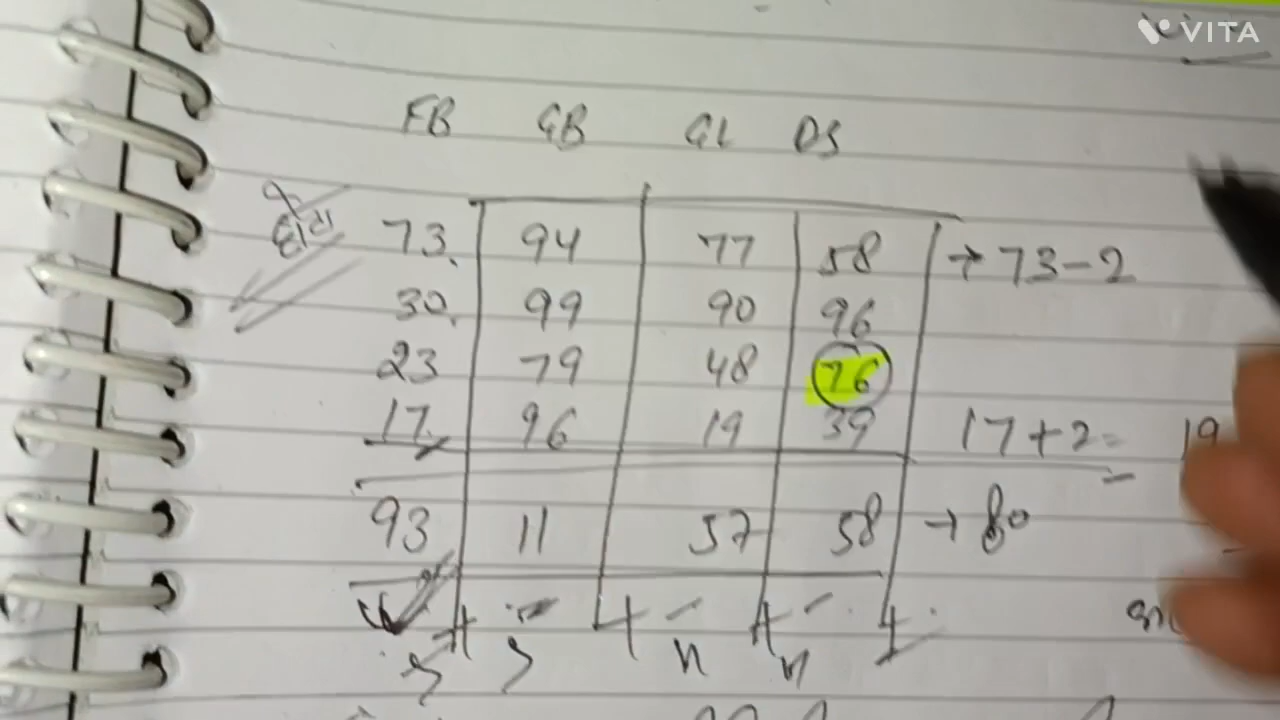 VITA
FB GB GL DS
73. 94 77 58 → 73-2
30. 99 90 96
23 79 48 76
17. 96 19 39 17+2= 19
93 11 57 58 → 80